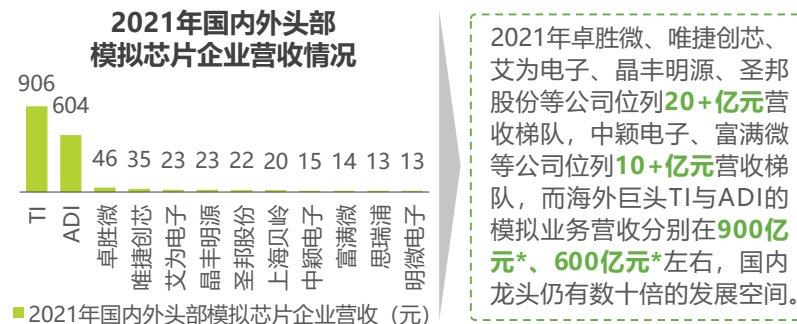 2021年国内外头部
模拟芯片企业营收情况
906
604
46
35
23
23
22
20
15
14
13
13
TI
ADI
卓胜微
唯捷创芯
艾为电子
晶丰明源
圣邦股份
上海贝岭
中颖电子
富满微
思瑞浦
明微电子
2021年国内外头部模拟芯片企业营收（元）
2021年卓胜微、唯捷创芯、
艾为电子、晶丰明源、圣邦
股份等公司位列20+亿元营
收梯队，中颖电子、富满微
等公司位列10+亿元营收梯
队，而海外巨头TI与ADI的
模拟业务营收分别在900亿
元*、600亿元*左右，国内
龙头仍有数十倍的发展空间。